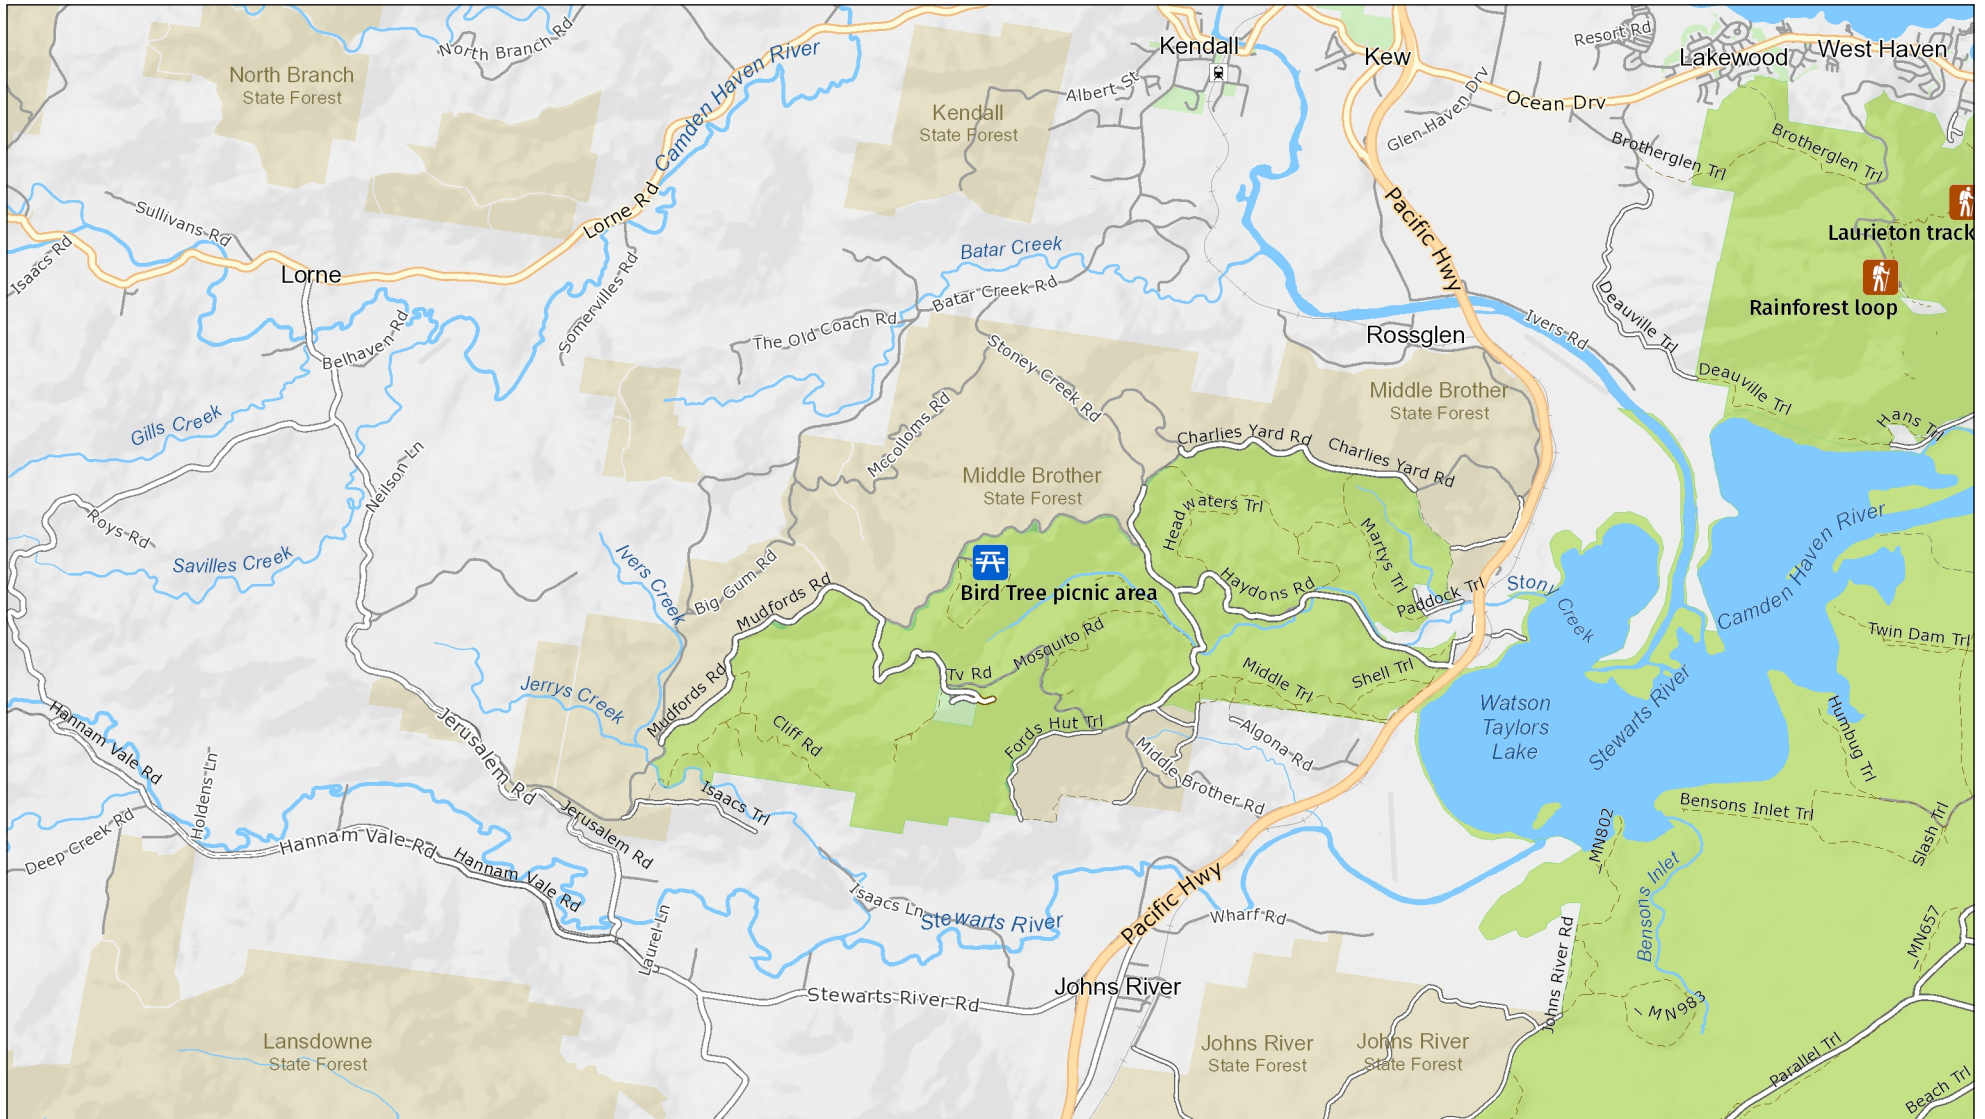 North Branch Rd
Kendall
Kew
Resort Rd
Lakewood
West Haven
North Branch
State Forest
Camden Haven River
Albert St
Kendall
State Forest
Glen Haven Drv
Ocean Drv
Brotherglen Trl
Brotherglen Trl
Laurieton track
Rainforest loop
Sullivans Rd
Isaacs Rd
Lorne
Lorne Rd
Somervilles Rd
Batar Creek
Batar Creek Rd
Pacific Hwy
Rossglen
Ivers Rd
Deauville Trl
Deauville Trl
Hans Trl
The Old Coach Rd
Belhaven Rd
Gills Creek
Stoney Creek Rd
Mccolloms Rd
Middle Brother
State Forest
Charlies Yard Rd
Charlies Yard Rd
Neilson Ln
Middle Brother
State Forest
Roys Rd
Savilles Creek
Ivers Creek
Big Gum Rd
Mudfords Rd
Bird Tree picnic area
Headwaters Trl
Martys Trl
Haydons Rd
Paddock Trl
Stony Creek
Camden Haven River
Twin Dam Trl
Mosquito Rd
Tv Rd
Middle Trl
Shell Trl
Jerrys Creek
Mudfords Rd
Cliff Rd
Fords Hut Trl
Algona Rd
Middle Brother Rd
Watson
Taylors
Lake
Stewarts River
Humbug Trl
Hannam Vale Rd
Jerusalem Rd
Holdens Ln
Isaacs Trl
Bensons Inlet Trl
Slash Trl
MN802
Deep Creek Rd
Hannam Vale Rd
Jerusalem Rd
Hannam Vale Rd
Isaacs Ln
Stewarts River
Pacific Hwy
Wharf Rd
Bensons Inlet
MN657
Laurel Ln
Stewarts River Rd
Johns River
Johns River Rd
MN983
Lansdowne
State Forest
Johns River
State Forest
Johns River
State Forest
Parallel Trl
Beach Trl